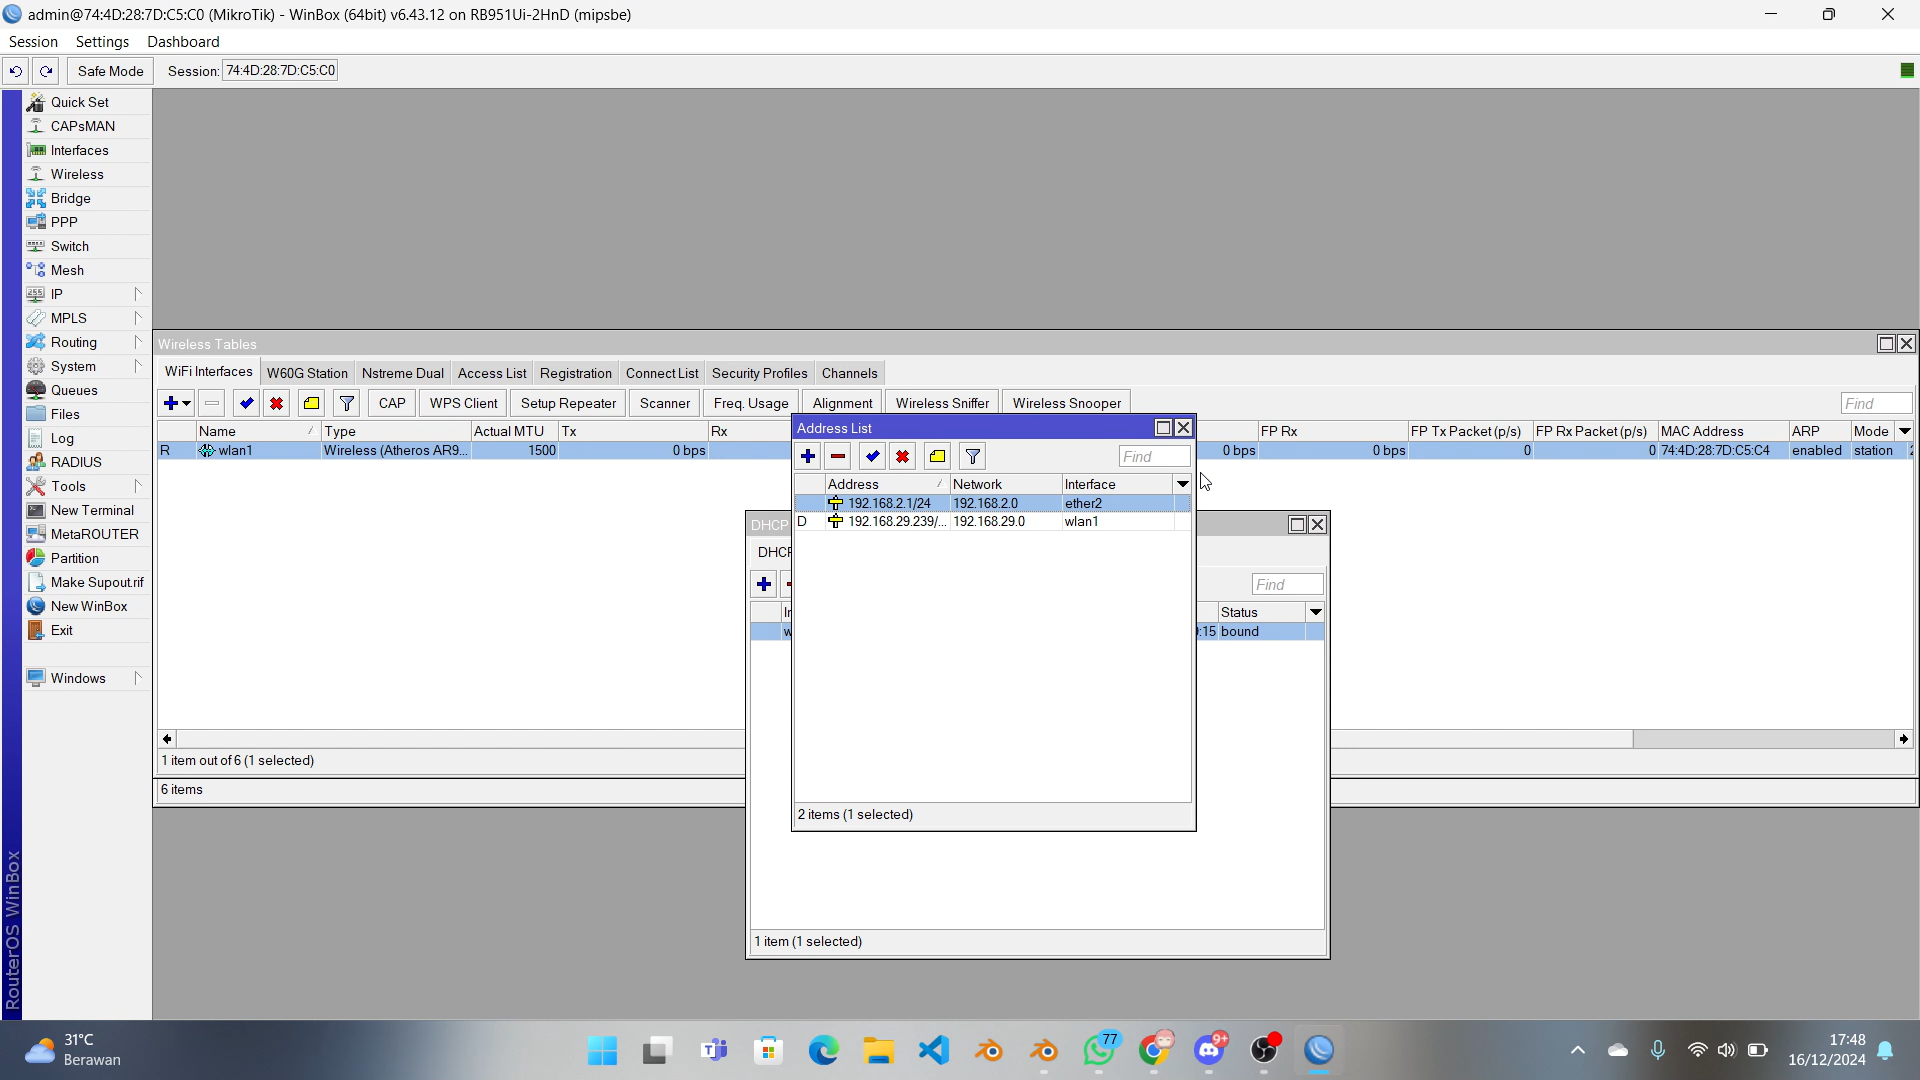 admin@74:4D:28:7D:C5:C0 (MikroTik) - WinBox (64bit) v6.43.12 on RB951Ui-2HnD (mipsbe)
Session Settings Dashboard
Safe Mode Session: 74:4D:28:7D:C5:C0
Quick Set
CAPsMAN
Interfaces
Wireless
Bridge
PPP
Switch
Mesh
IP
MPLS
Routing
System
Queues
Files
Log
RADIUS
Tools
New Terminal
MetaROUTER
Partition
Make Supout.rif
New WinBox
Exit
Windows
RouterOS WinBox
Wireless Tables
WiFi Interfaces W60G Station Nstreme Dual Access List Registration Connect List Security Profiles Channels
CAP WPS Client Setup Repeater Scanner Freq. Usage Alignment Wireless Sniffer Wireless Snooper Find
Name Type Actual MTU Tx Rx FP Rx FP Tx Packet (p/s) FP Rx Packet (p/s) MAC Address ARP Mode
R wlan1 Wireless (Atheros AR9... 1500 0 bps 0 bps 0 bps 0 0 74:4D:28:7D:C5:C4 enabled station
1 item out of 6 (1 selected)
6 items
Address List
Find
Address Network Interface
192.168.2.1/24 192.168.2.0 ether2
D 192.168.29.239/... 192.168.29.0 wlan1
2 items (1 selected)
DHCP
DHCP
Find
Status
:15 bound
1 item (1 selected)
31°C
Berawan
77
9+
17:48
16/12/2024